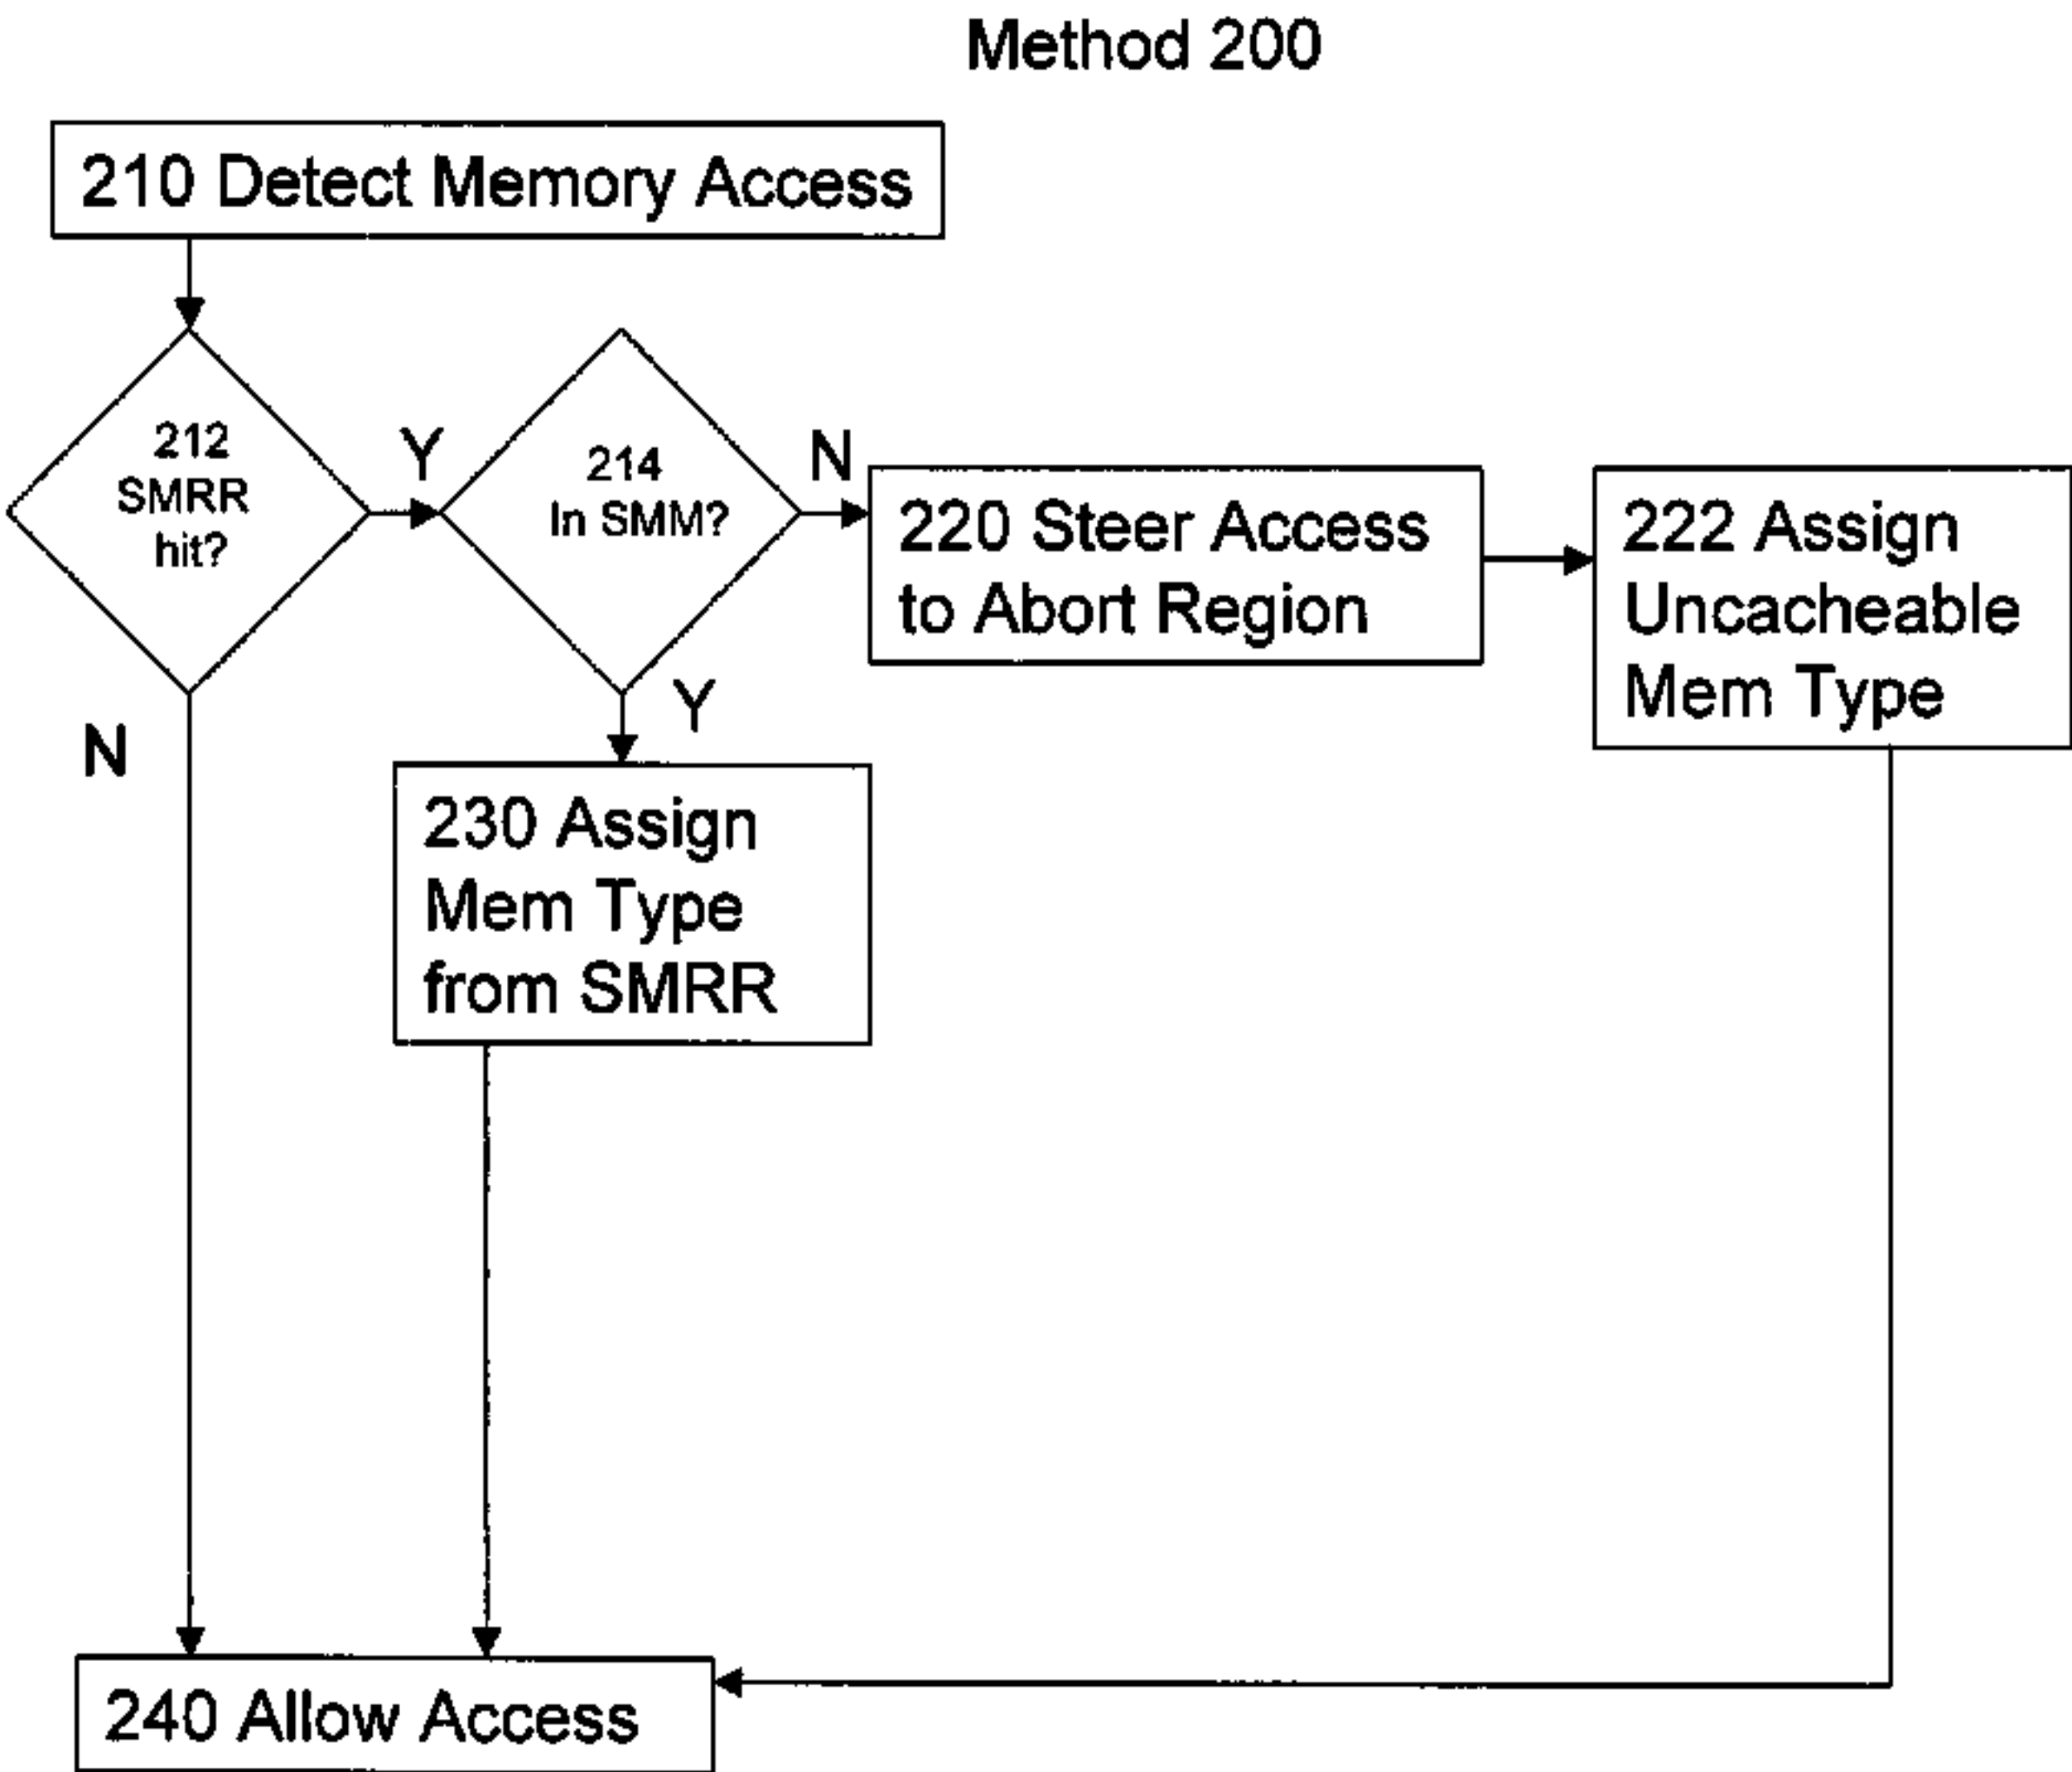 Method 200
210 Detect Memory Access
212
SMRR
hit?
Y
214
In SMM?
N
220 Steer Access
to Abort Region
222 Assign
Uncacheable
Mem Type
Y
N
230 Assign
Mem Type
from SMRR
240 Allow Access